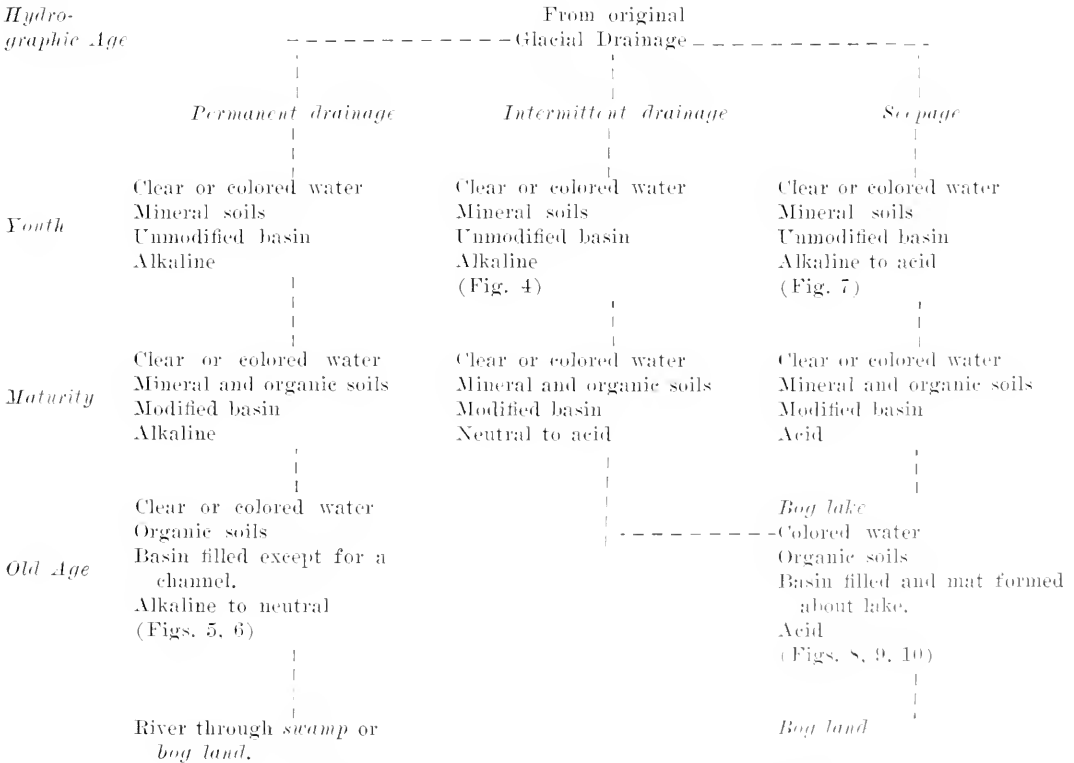 Hydro-
graphic Age
From original
Glacial Drainage
Permanent drainage
Intermittent drainage
Seepage
Youth
Clear or colored water
Mineral soils
Unmodified basin
Alkaline
Clear or colored water
Mineral soils
Unmodified basin
Alkaline
(Fig. 4)
Clear or colored water
Mineral soils
Unmodified basin
Alkaline to acid
(Fig. 7)
Maturity
Clear or colored water
Mineral and organic soils
Modified basin
Alkaline
Clear or colored water
Mineral and organic soils
Modified basin
Neutral to acid
Clear or colored water
Mineral and organic soils
Modified basin
Acid
Old Age
Clear or colored water
Organic soils
Basin filled except for a
channel.
Alkaline to neutral
(Figs. 5, 6)
Bog lake
Colored water
Organic soils
Basin filled and mat formed
about lake.
Acid
(Figs. 8, 9, 10)
River through swamp or
bog land.
Bog land